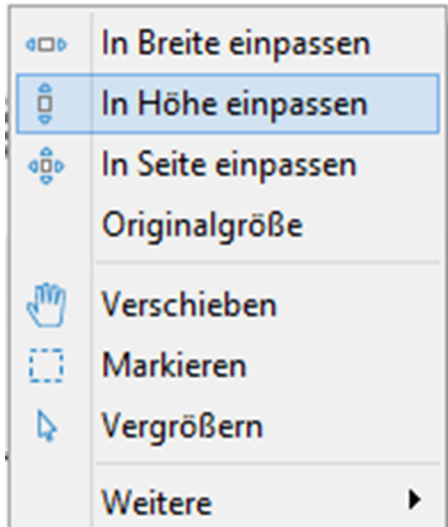 In Breite einpassen
In Höhe einpassen
In Seite einpassen
Originalgröße
Verschieben
Markieren
Vergrößern
Weitere